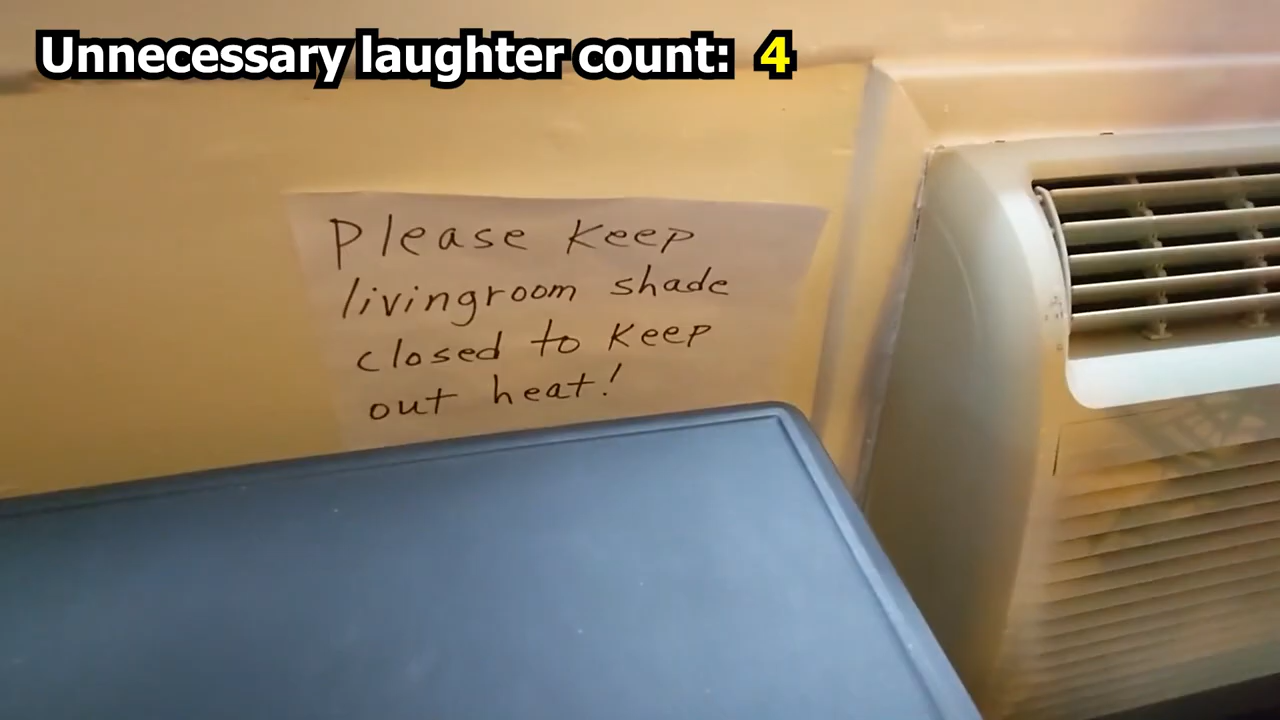 Unnecessary laughter count: 4
Please keep
livingroom shade
closed to keep
out heat!